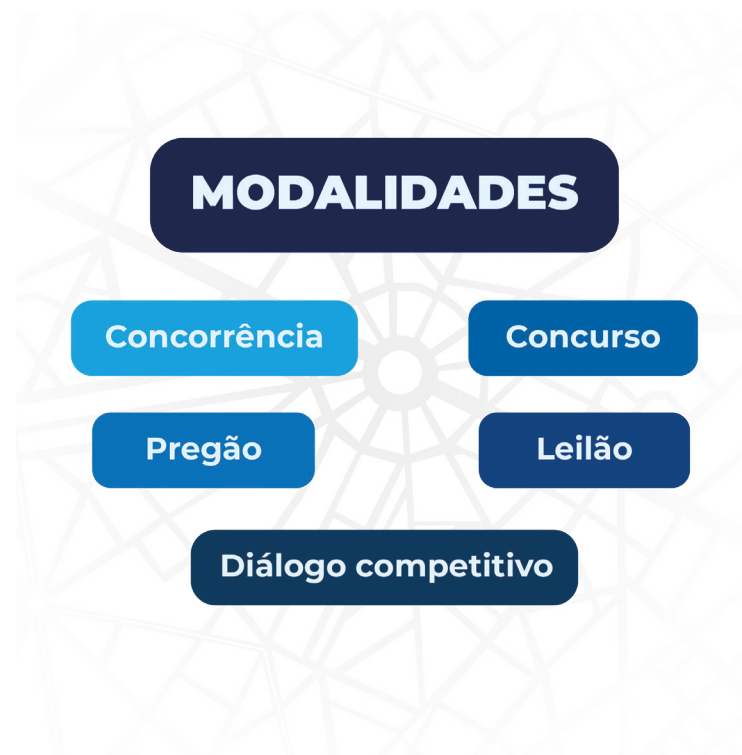 MODALIDADES
Concorrência
Concurso
Pregão
Leilão
Diálogo competitivo